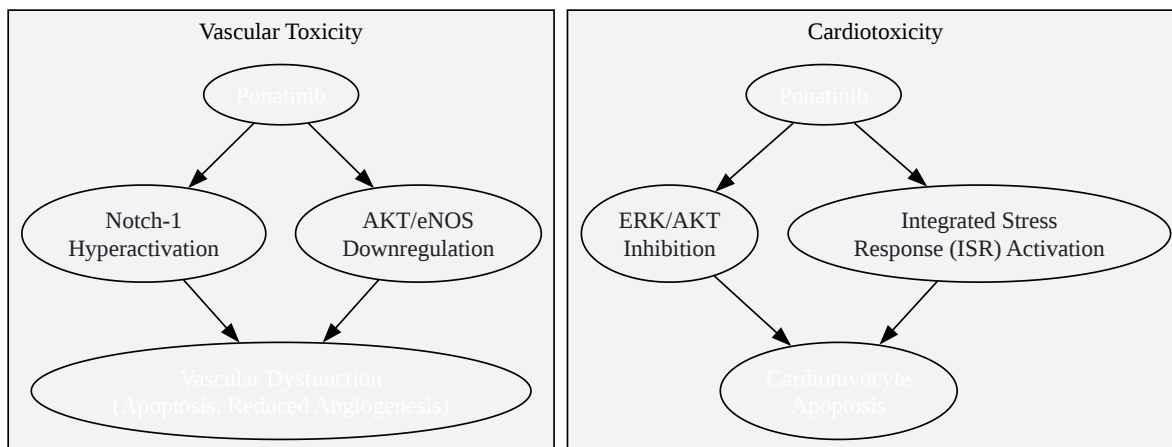 Vascular Toxicity
Ponatinib
Notch-1
Hyperactivation
AKT/eNOS
Downregulation
Vascular Dysfunction
(Apoptosis, Reduced Angiogenesis)
Cardiotoxicity
Ponatinib
ERK/AKT
Inhibition
Integrated Stress
Response (ISR) Activation
Cardiomyocyte
Apoptosis